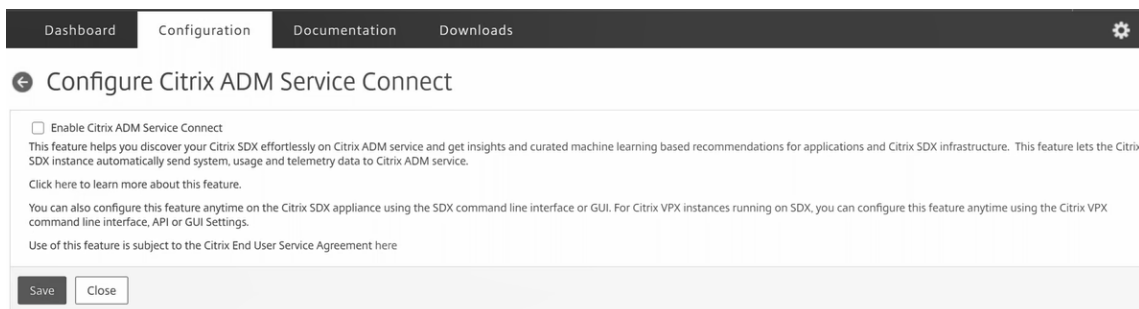 Dashboard Configuration Documentation Downloads
Configure Citrix ADM Service Connect
Enable Citrix ADM Service Connect
This feature helps you discover your Citrix SDX effortlessly on Citrix ADM service and get insights and curated machine learning based recommendations for applications and Citrix SDX infrastructure. This feature lets the Citrix
SDX instance automatically send system, usage and telemetry data to Citrix ADM service.
Click here to learn more about this feature.
You can also configure this feature anytime on the Citrix SDX appliance using the SDX command line interface or GUI. For Citrix VPX instances running on SDX, you can configure this feature anytime using the Citrix VPX
command line interface, API or GUI Settings.
Use of this feature is subject to the Citrix End User Service Agreement here
Save Close